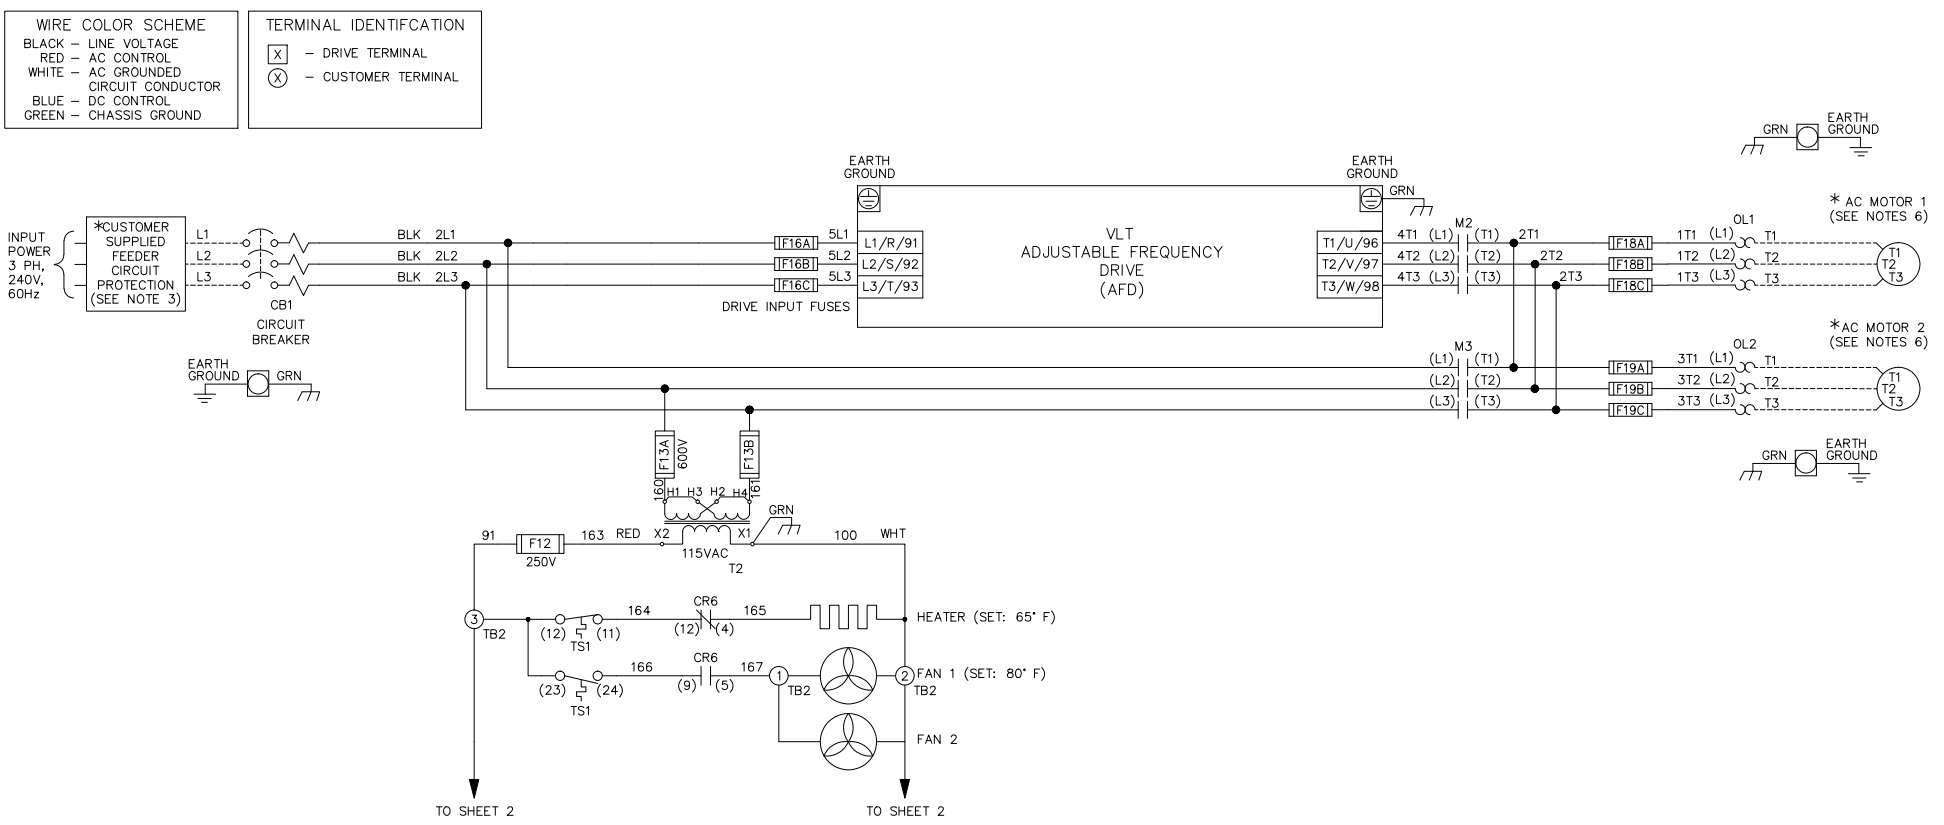 WIRE COLOR SCHEME
BLACK – LINE VOLTAGE
RED – AC CONTROL
WHITE – AC GROUNDED
CIRCUIT CONDUCTOR
BLUE – DC CONTROL
GREEN – CHASSIS GROUND
TERMINAL IDENTIFCATION
X – DRIVE TERMINAL
X – CUSTOMER TERMINAL
INPUT
POWER
3 PH,
240V,
60Hz
*CUSTOMER
SUPPLIED
FEEDER
CIRCUIT
PROTECTION
(SEE NOTE 3)
L1
L2
L3
CB1
CIRCUIT
BREAKER
BLK 2L1
BLK 2L2
BLK 2L3
EARTH
GROUND
GRN
F16A
F16B
F16C
5L1
5L2
5L3
DRIVE INPUT FUSES
EARTH
GROUND
L1/R/91
L2/S/92
L3/T/93
VLT
ADJUSTABLE FREQUENCY
DRIVE
(AFD)
EARTH
GROUND
GRN
T1/U/96
T2/V/97
T3/W/98
M2
4T1 (L1) (T1) 2T1
4T2 (L2) (T2) 2T2
4T3 (L3) (T3) 2T3
F18A
F18B
F18C
OL1
1T1 (L1) T1
1T2 (L2) T2
1T3 (L3) T3
GRN
EARTH
GROUND
* AC MOTOR 1
(SEE NOTES 6)
T1
T2
T3
M3
(L1) (T1)
(L2) (T2)
(L3) (T3)
F19A
F19B
F19C
OL2
3T1 (L1) T1
3T2 (L2) T2
3T3 (L3) T3
*AC MOTOR 2
(SEE NOTES 6)
T1
T2
T3
GRN
EARTH
GROUND
F13A
600V
F13B
160
161
H1 H3 H2 H4
GRN
91
F12
250V
163 RED X2
X1
115VAC
T2
100 WHT
3
TB2
(12) (11)
TS1
164
CR6
(12) (4)
165
HEATER (SET: 65° F)
(23) (24)
TS1
166
CR6
(9) (5)
167
1
TB2
2
TB2
FAN 1 (SET: 80° F)
FAN 2
TO SHEET 2
TO SHEET 2